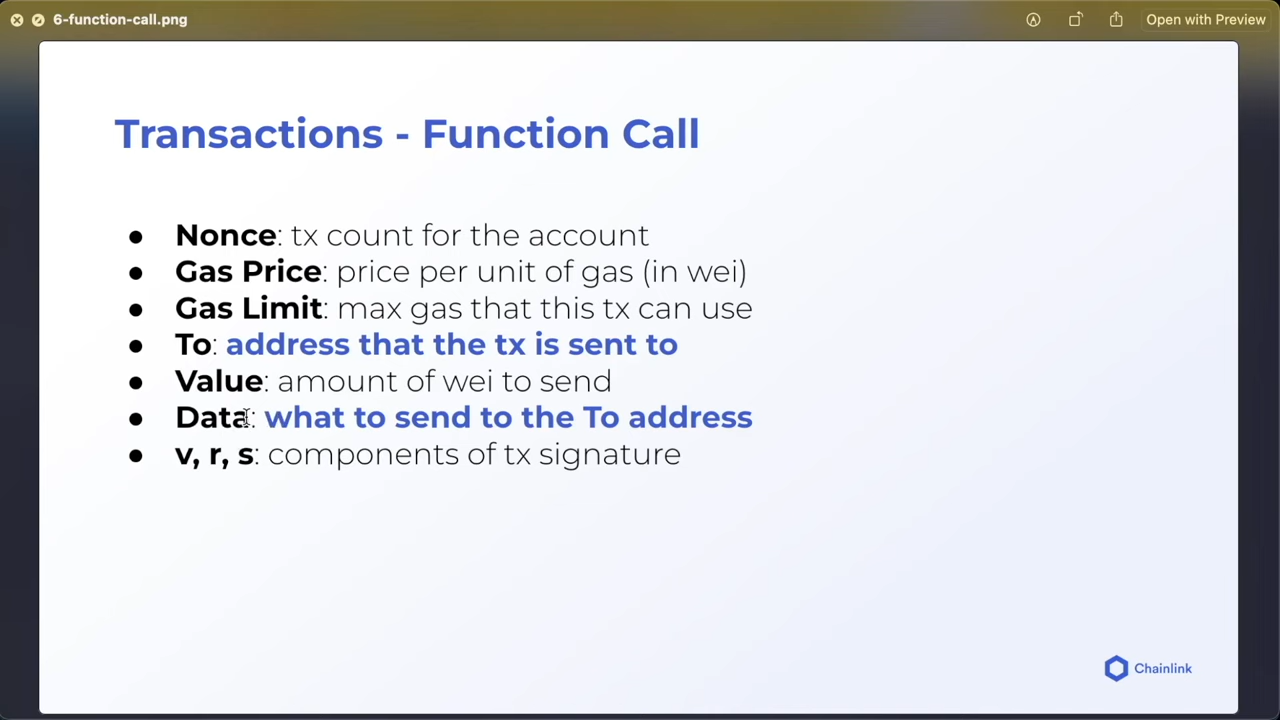 6-function-call.png
Open with Preview
Transactions - Function Call
● Nonce: tx count for the account
● Gas Price: price per unit of gas (in wei)
● Gas Limit: max gas that this tx can use
● To: address that the tx is sent to
● Value: amount of wei to send
● Data: what to send to the To address
● v, r, s: components of tx signature
Chainlink